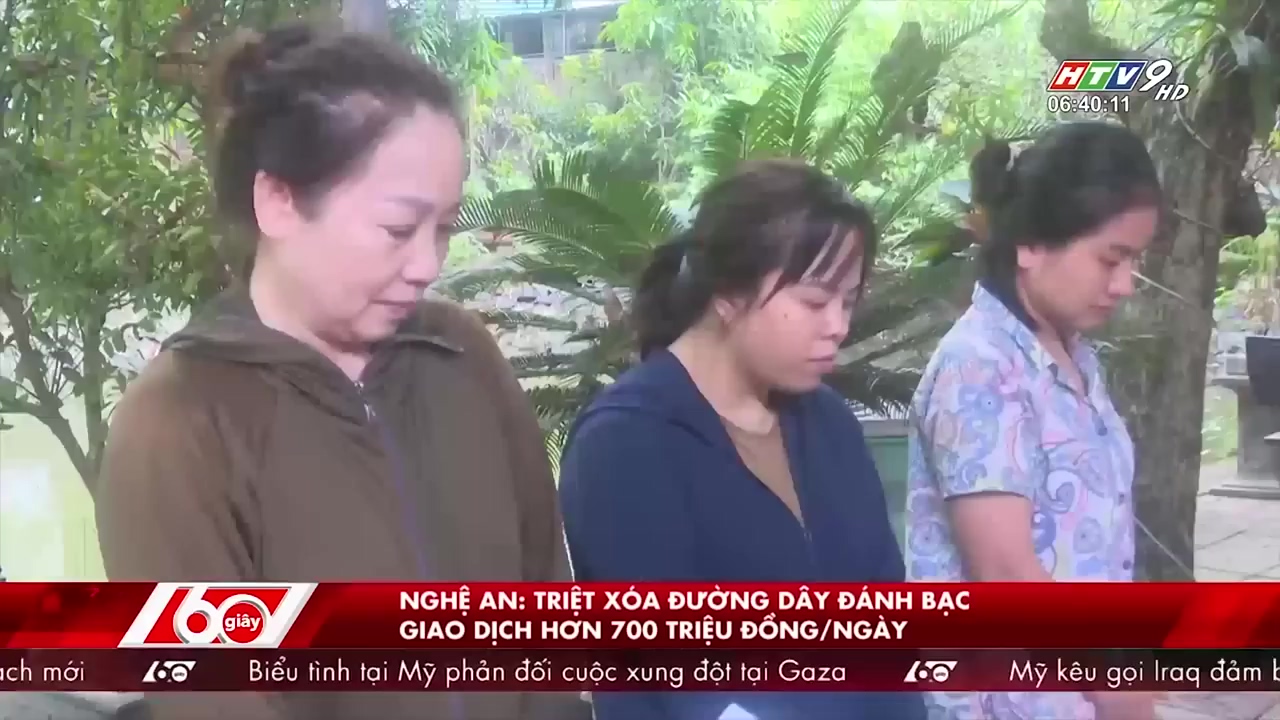 HTV9 HD
06:40:11
60 giây
NGHỆ AN: TRIỆT XÓA ĐƯỜNG DÂY ĐÁNH BẠC
GIAO DỊCH HƠN 700 TRIỆU ĐỒNG/NGÀY
mới 60 Biểu tình tại Mỹ phản đối cuộc xung đột tại Gaza 60 Mỹ kêu gọi Iraq đảm